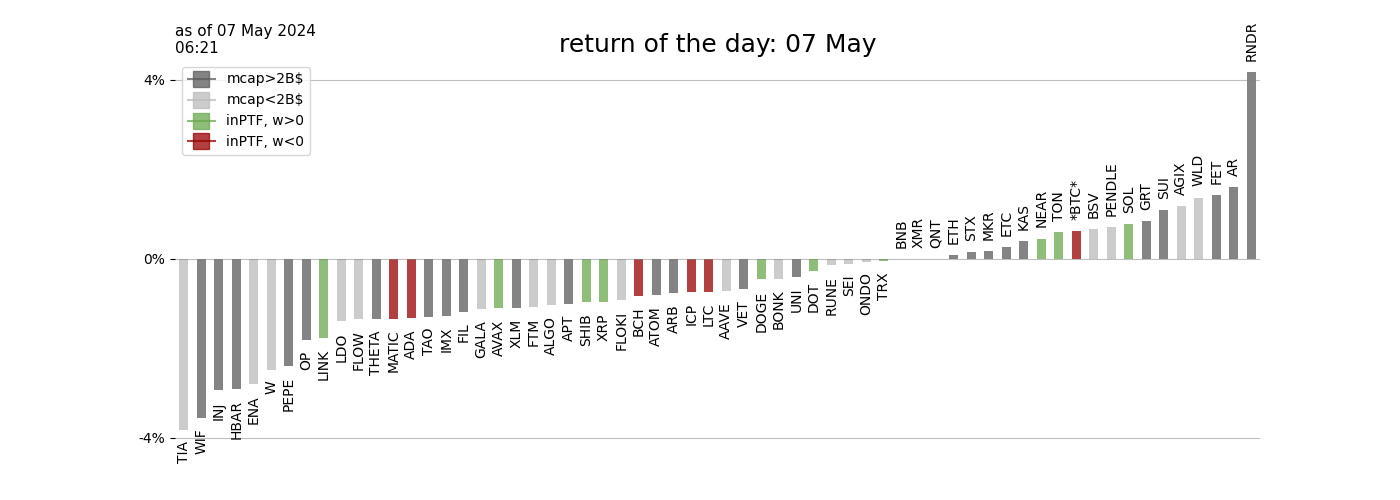 as of 07 May 2024
06:21
return of the day: 07 May
mcap>2B$
mcap<2B$
inPTF, w>0
inPTF, w<0
4%
0%
-4%
TIA
WIF
INJ
HBAR
ENA
W
PEPE
OP
LINK
LDO
FLOW
THETA
MATIC
ADA
TAO
IMX
FIL
GALA
AVAX
XLM
FTM
ALGO
APT
SHIB
XRP
FLOKI
BCH
ATOM
ARB
ICP
LTC
AAVE
VET
DOGE
BONK
UNI
DOT
RUNE
SEI
ONDO
TRX
BNB
XMR
QNT
ETH
STX
MKR
ETC
KAS
NEAR
TON
*BTC*
BSV
PENDLE
SOL
GRT
SUI
AGIX
WLD
FET
AR
RNDR